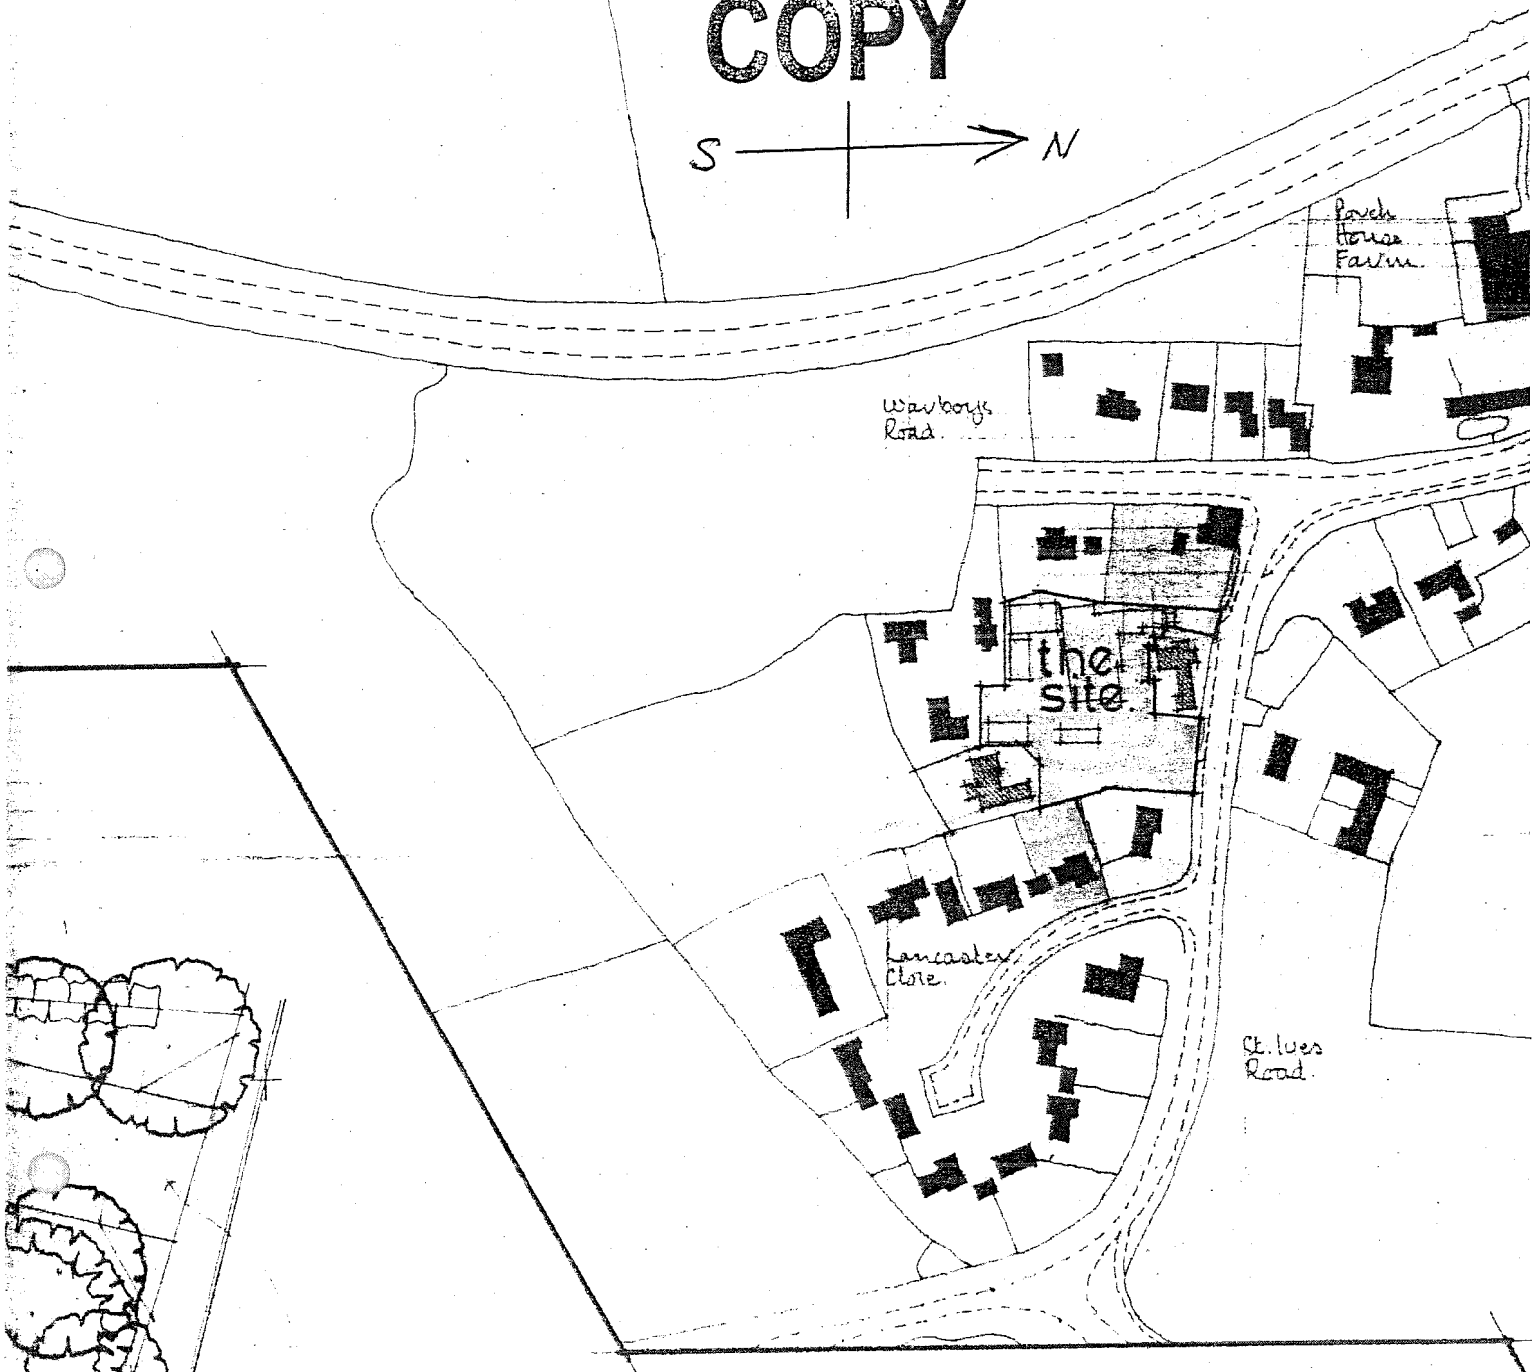 COPY
S N
Porch
House
Farm.
Warboys
Road.
the
site.
Lancaster
Close.
St. Ives
Road.